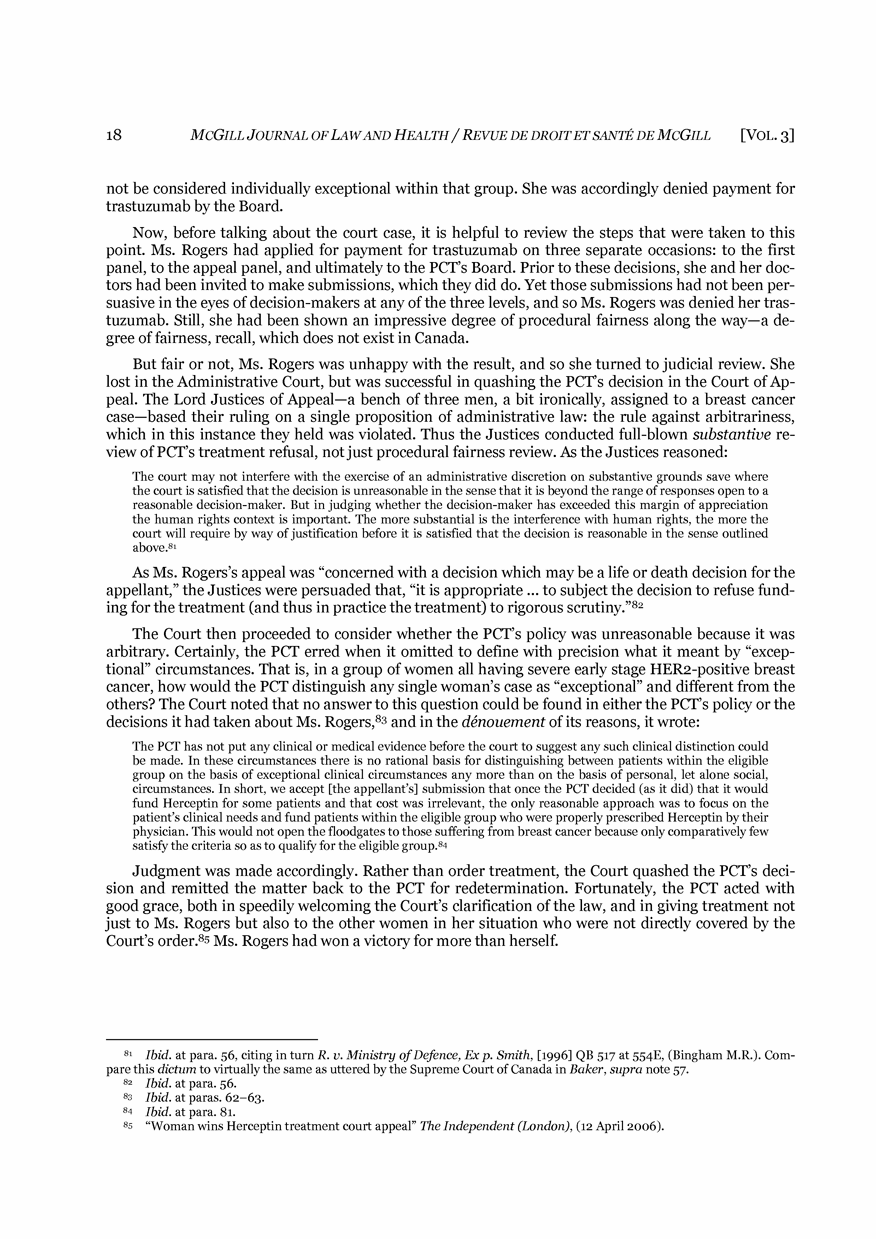 18 MCGILL JOURNAL OF LAW AND HEALTH / REVUE DE DROIT ET SANTÉ DE MCGILL [VOL. 3]
not be considered individually exceptional within that group. She was accordingly denied payment for
trastuzumab by the Board.
Now, before talking about the court case, it is helpful to review the steps that were taken to this
point. Ms. Rogers had applied for payment for trastuzumab on three separate occasions: to the first
panel, to the appeal panel, and ultimately to the PCT’s Board. Prior to these decisions, she and her doc-
tors had been invited to make submissions, which they did do. Yet those submissions had not been per-
suasive in the eyes of decision-makers at any of the three levels, and so Ms. Rogers was denied her tras-
tuzumab. Still, she had been shown an impressive degree of procedural fairness along the way—a de-
gree of fairness, recall, which does not exist in Canada.
But fair or not, Ms. Rogers was unhappy with the result, and so she turned to judicial review. She
lost in the Administrative Court, but was successful in quashing the PCT’s decision in the Court of Ap-
peal. The Lord Justices of Appeal—a bench of three men, a bit ironically, assigned to a breast cancer
case—based their ruling on a single proposition of administrative law: the rule against arbitrariness,
which in this instance they held was violated. Thus the Justices conducted full-blown substantive re-
view of PCT’s treatment refusal, not just procedural fairness review. As the Justices reasoned:
The court may not interfere with the exercise of an administrative discretion on substantive grounds save where
the court is satisfied that the decision is unreasonable in the sense that it is beyond the range of responses open to a
reasonable decision-maker. But in judging whether the decision-maker has exceeded this margin of appreciation
the human rights context is important. The more substantial is the interference with human rights, the more the
court will require by way of justification before it is satisfied that the decision is reasonable in the sense outlined
above.81
As Ms. Rogers’s appeal was “concerned with a decision which may be a life or death decision for the
appellant,” the Justices were persuaded that, “it is appropriate ... to subject the decision to refuse fund-
ing for the treatment (and thus in practice the treatment) to rigorous scrutiny.”82
The Court then proceeded to consider whether the PCT’s policy was unreasonable because it was
arbitrary. Certainly, the PCT erred when it omitted to define with precision what it meant by “excep-
tional” circumstances. That is, in a group of women all having severe early stage HER2-positive breast
cancer, how would the PCT distinguish any single woman’s case as “exceptional” and different from the
others? The Court noted that no answer to this question could be found in either the PCT’s policy or the
decisions it had taken about Ms. Rogers,83 and in the dénouement of its reasons, it wrote:
The PCT has not put any clinical or medical evidence before the court to suggest any such clinical distinction could
be made. In these circumstances there is no rational basis for distinguishing between patients within the eligible
group on the basis of exceptional clinical circumstances any more than on the basis of personal, let alone social,
circumstances. In short, we accept [the appellant’s] submission that once the PCT decided (as it did) that it would
fund Herceptin for some patients and that cost was irrelevant, the only reasonable approach was to focus on the
patient’s clinical needs and fund patients within the eligible group who were properly prescribed Herceptin by their
physician. This would not open the floodgates to those suffering from breast cancer because only comparatively few
satisfy the criteria so as to qualify for the eligible group.84
Judgment was made accordingly. Rather than order treatment, the Court quashed the PCT’s deci-
sion and remitted the matter back to the PCT for redetermination. Fortunately, the PCT acted with
good grace, both in speedily welcoming the Court’s clarification of the law, and in giving treatment not
just to Ms. Rogers but also to the other women in her situation who were not directly covered by the
Court’s order.85 Ms. Rogers had won a victory for more than herself.
81 Ibid. at para. 56, citing in turn R. v. Ministry of Defence, Ex p. Smith, [1996] QB 517 at 554E, (Bingham M.R.). Com-
pare this dictum to virtually the same as uttered by the Supreme Court of Canada in Baker, supra note 57.
82 Ibid. at para. 56.
83 Ibid. at paras. 62–63.
84 Ibid. at para. 81.
85 “Woman wins Herceptin treatment court appeal” The Independent (London), (12 April 2006).